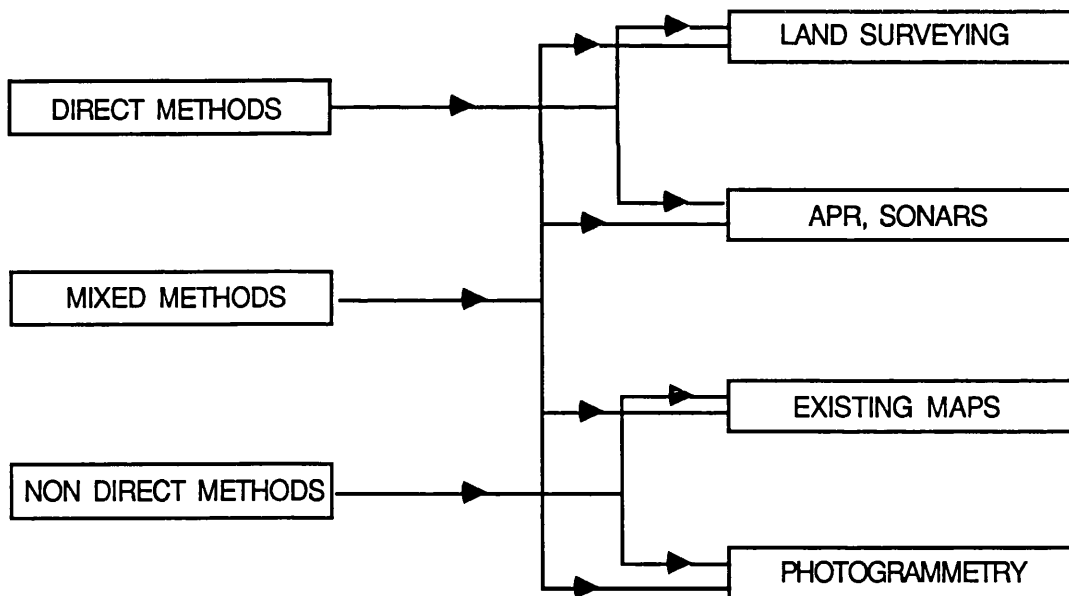 LAND SURVEYING
DIRECT METHODS
APR, SONARS
MIXED METHODS
EXISTING MAPS
NON DIRECT METHODS
PHOTOGRAMMETRY